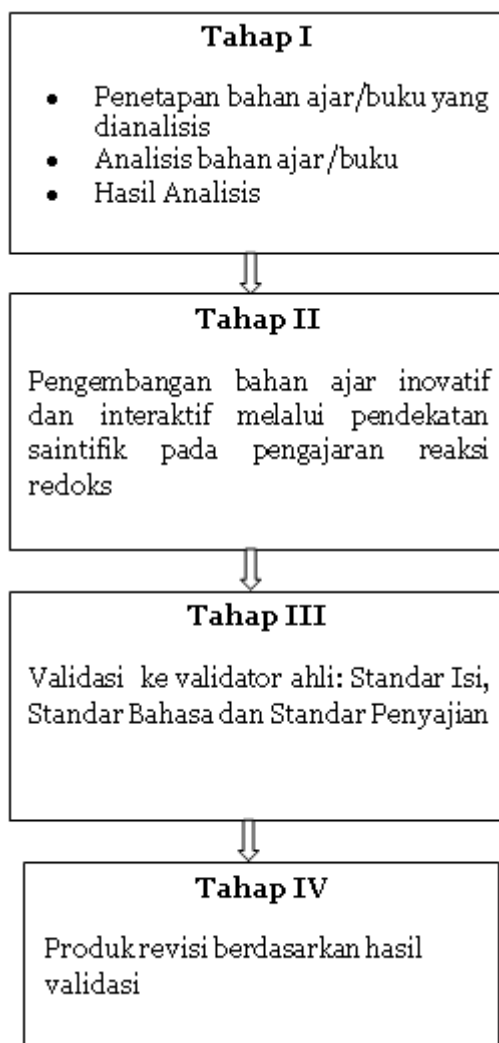 Tahap I
● Penetapan bahan ajar/buku yang
dianalisis
● Analisis bahan ajar/buku
● Hasil Analisis
Tahap II
Pengembangan bahan ajar inovatif
dan interaktif melalui pendekatan
saintifik pada pengajaran reaksi
redoks
Tahap III
Validasi ke validator ahli: Standar Isi,
Standar Bahasa dan Standar Penyajian
Tahap IV
Produk revisi berdasarkan hasil
validasi